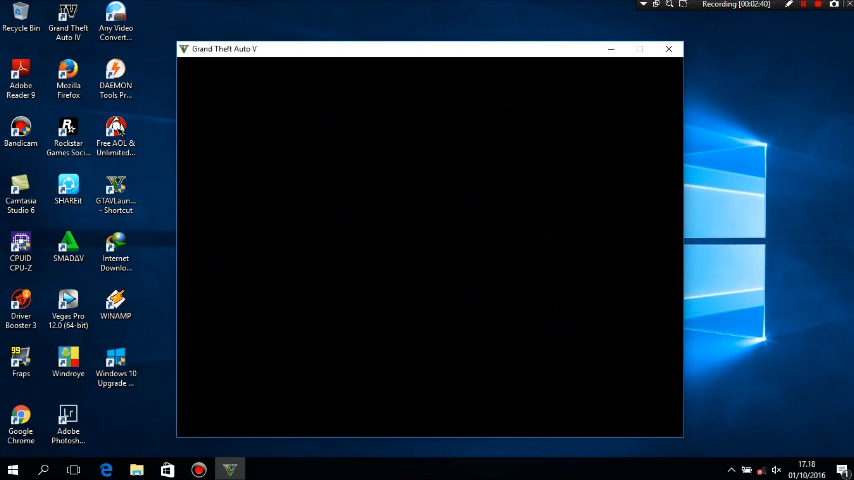 Recording [00:02:40]
Recycle Bin
Grand Theft
Auto IV
Any Video
Convert...
Grand Theft Auto V
Adobe
Reader 9
Mozilla
Firefox
DAEMON
Tools Pr...
Bandicam
Rockstar
Games Soci...
Free AOL &
Unlimited...
Camtasia
Studio 6
SHAREit
GTAVLaun...
- Shortcut
CPUID
CPU-Z
SMADΔV
Internet
Downlo...
Driver
Booster 3
Vegas Pro
12.0 (64-bit)
WINAMP
99
Fraps
Windroye
Windows 10
Upgrade ...
Google
Chrome
Lr
Adobe
Photosh...
17.18
01/10/2016